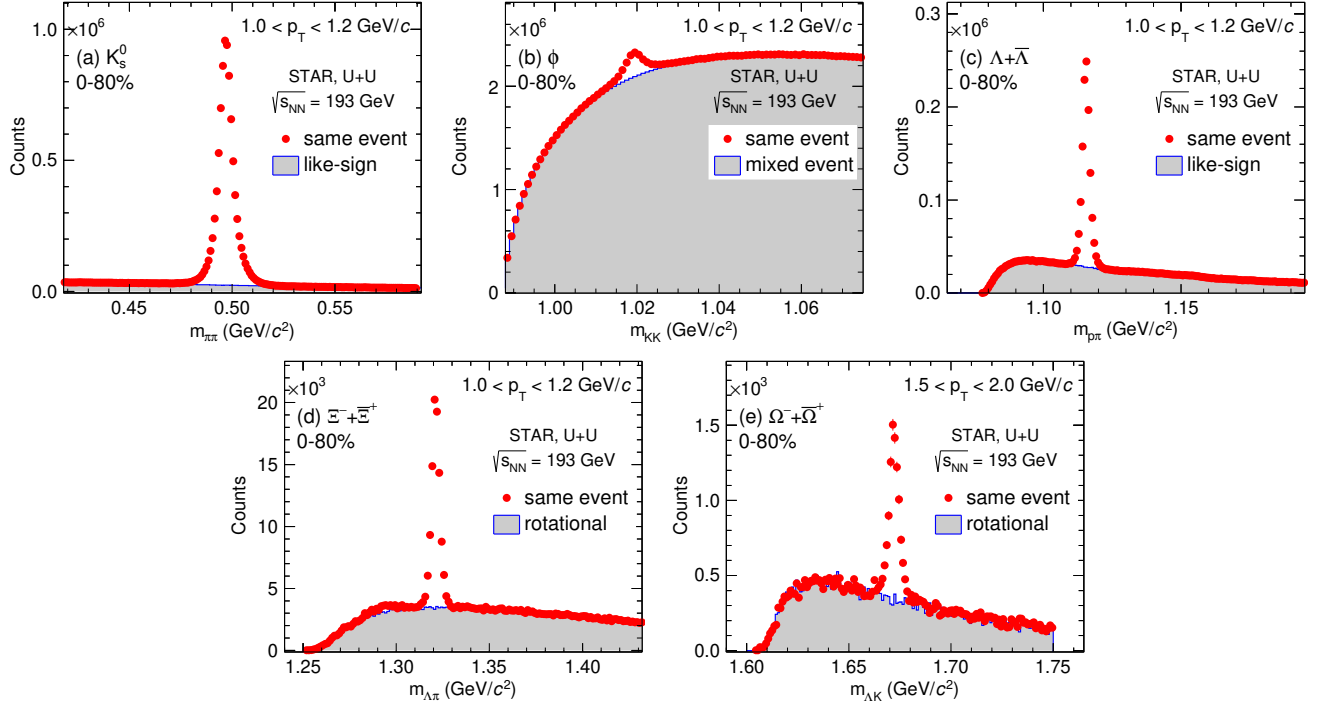 ×10⁶
1.0 < p_T < 1.2 GeV/c
(a) K⁰_s
0-80%
STAR, U+U
√s_NN = 193 GeV
same event
like-sign
Counts
1.0
0.5
0.0
0.45 0.50 0.55
m_ππ (GeV/c²)
×10⁶
1.0 < p_T < 1.2 GeV/c
(b) ϕ
0-80%
STAR, U+U
√s_NN = 193 GeV
same event
mixed event
Counts
2
1
0
1.00 1.02 1.04 1.06
m_KK (GeV/c²)
×10⁶
1.0 < p_T < 1.2 GeV/c
(c) Λ+Λ̅
0-80%
STAR, U+U
√s_NN = 193 GeV
same event
like-sign
Counts
0.3
0.2
0.1
0.0
1.10 1.15
m_pπ (GeV/c²)
×10³
1.0 < p_T < 1.2 GeV/c
(d) Ξ⁻+Ξ̅⁺
0-80%
STAR, U+U
√s_NN = 193 GeV
same event
rotational
Counts
20
15
10
5
0
1.25 1.30 1.35 1.40
m_Λπ (GeV/c²)
×10³
1.5 < p_T < 2.0 GeV/c
(e) Ω⁻+Ω̅⁺
0-80%
STAR, U+U
√s_NN = 193 GeV
same event
rotational
Counts
1.5
1.0
0.5
0.0
1.60 1.65 1.70 1.75
m_ΛK (GeV/c²)